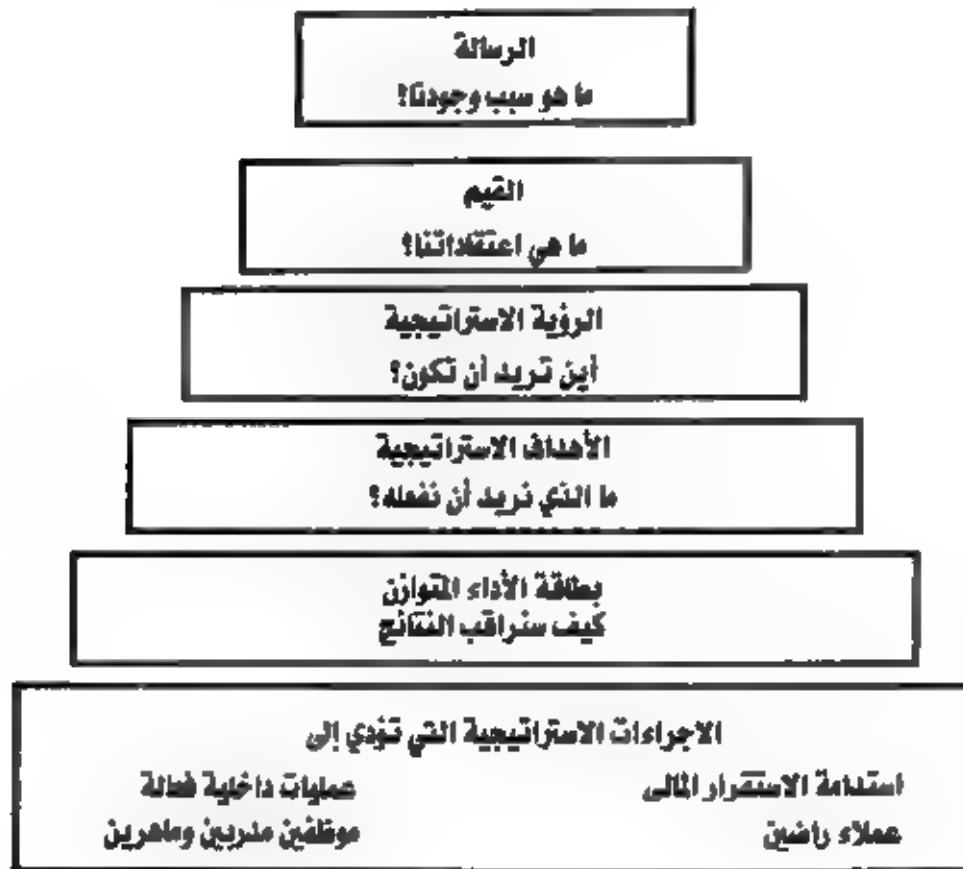 الرسالة
ما هو سبب وجودنا؟
القيم
ما هي اعتقاداتنا؟
الرؤية الاستراتيجية
أين تريد أن تكون؟
الأهداف الاستراتيجية
ما الذي نريد أن نفعله؟
بطاقة الأداء المتوازن
كيف سنراقب النتائج
الاجراءات الاستراتيجية التي تؤدي إلى
استدامة الاستقرار المالى
عمليات داخلية فعالة
عملاء راضين
موظفين مدربين وماهرين